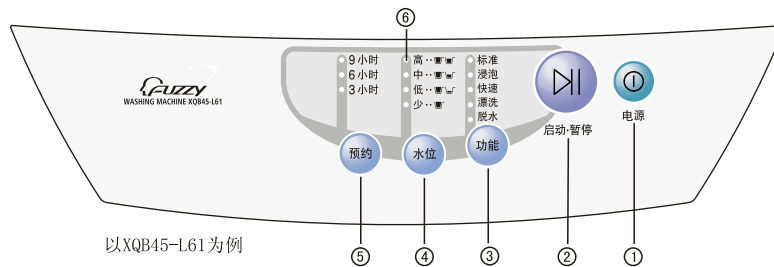 ⑥
9小时
6小时
3小时
高··
中··
低··
少··
标准
浸泡
快速
漂洗
脱水
FUZZY
WASHING MACHINE XQB45-L61
启动·暂停
电源
预约
水位
功能
以XQB45-L61为例
⑤
④
③
②
①